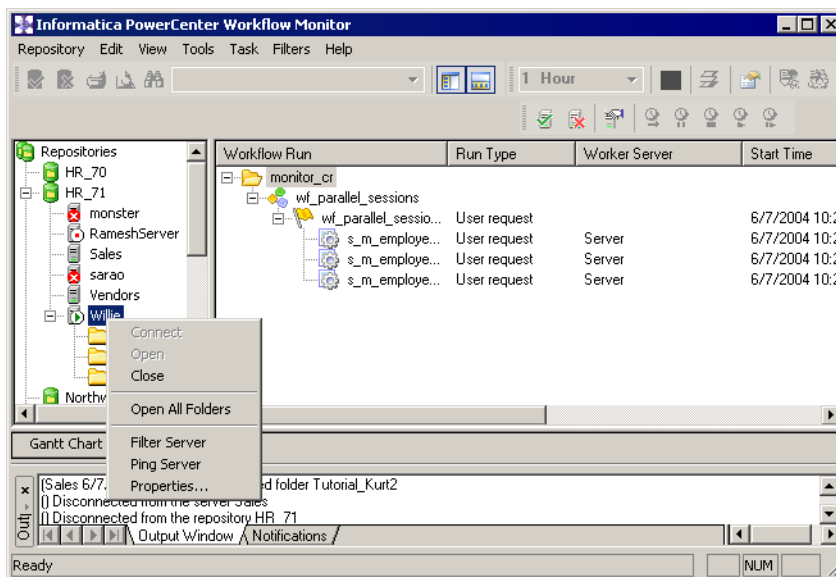 Informatica PowerCenter Workflow Monitor
Repository Edit View Tools Task Filters Help
1 Hour
Repositories
HR_70
HR_71
monster
RameshServer
Sales
sarao
Vendors
Willie
Northw
Connect
Open
Close
Open All Folders
Filter Server
Ping Server
Properties...
Workflow Run Run Type Worker Server Start Time
monitor_cr
wf_parallel_sessions
wf_parallel_sessio... User request 6/7/2004 10:2
s_m_employe... User request Server 6/7/2004 10:2
s_m_employe... User request Server 6/7/2004 10:2
s_m_employe... User request Server 6/7/2004 10:2
Gantt Chart
(Sales 6/7. ed folder Tutorial_Kurt2
() Disconnected from the server Sales
() Disconnected from the repository HR_71
Output Window Notifications
Outp
Ready NUM